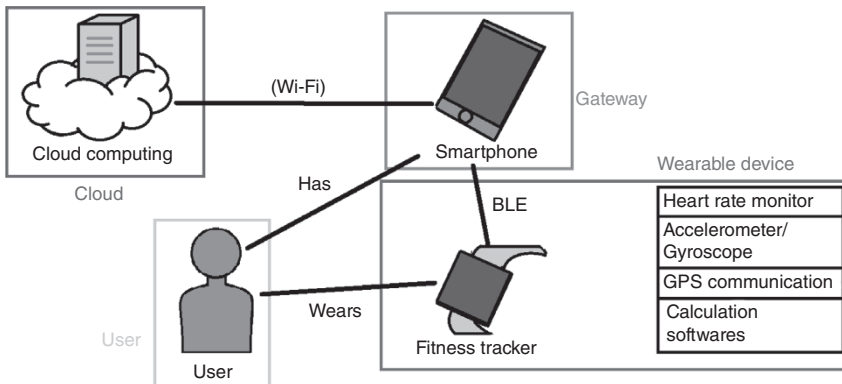 (Wi-Fi)
Cloud computing
Cloud
Smartphone
Gateway
Has
BLE
Wearable device
Heart rate monitor
Accelerometer/
Gyroscope
GPS communication
Calculation
softwares
Wears
Fitness tracker
User
User